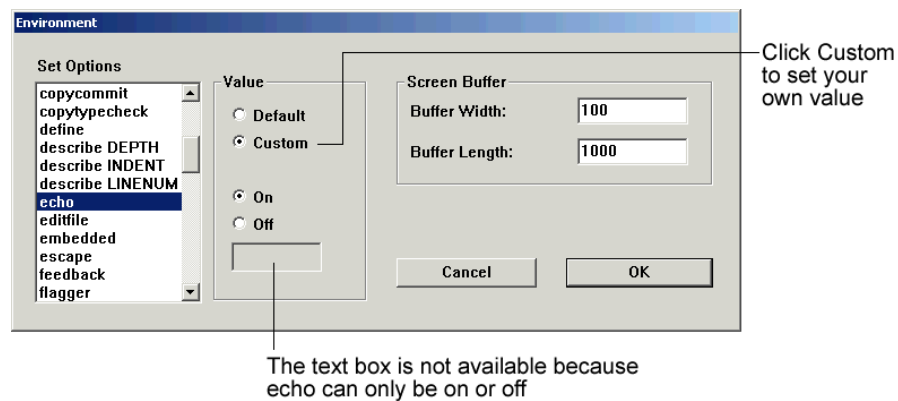 Environment
Set Options
copycommit
copytypecheck
define
describe DEPTH
describe INDENT
describe LINENUM
echo
editfile
embedded
escape
feedback
flagger
Value
Default
Custom
On
Off
Screen Buffer
Buffer Width:
100
Buffer Length:
1000
Cancel
OK
Click Custom
to set your
own value
The text box is not available because
echo can only be on or off